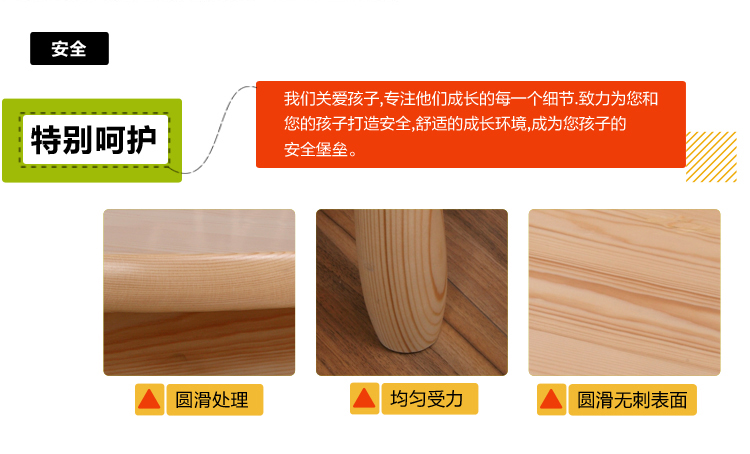 安全
特别呵护
我们关爱孩子,专注他们成长的每一个细节.致力为您和
您的孩子打造安全,舒适的成长环境,成为您孩子的
安全堡垒。
圆滑处理
均匀受力
圆滑无刺表面